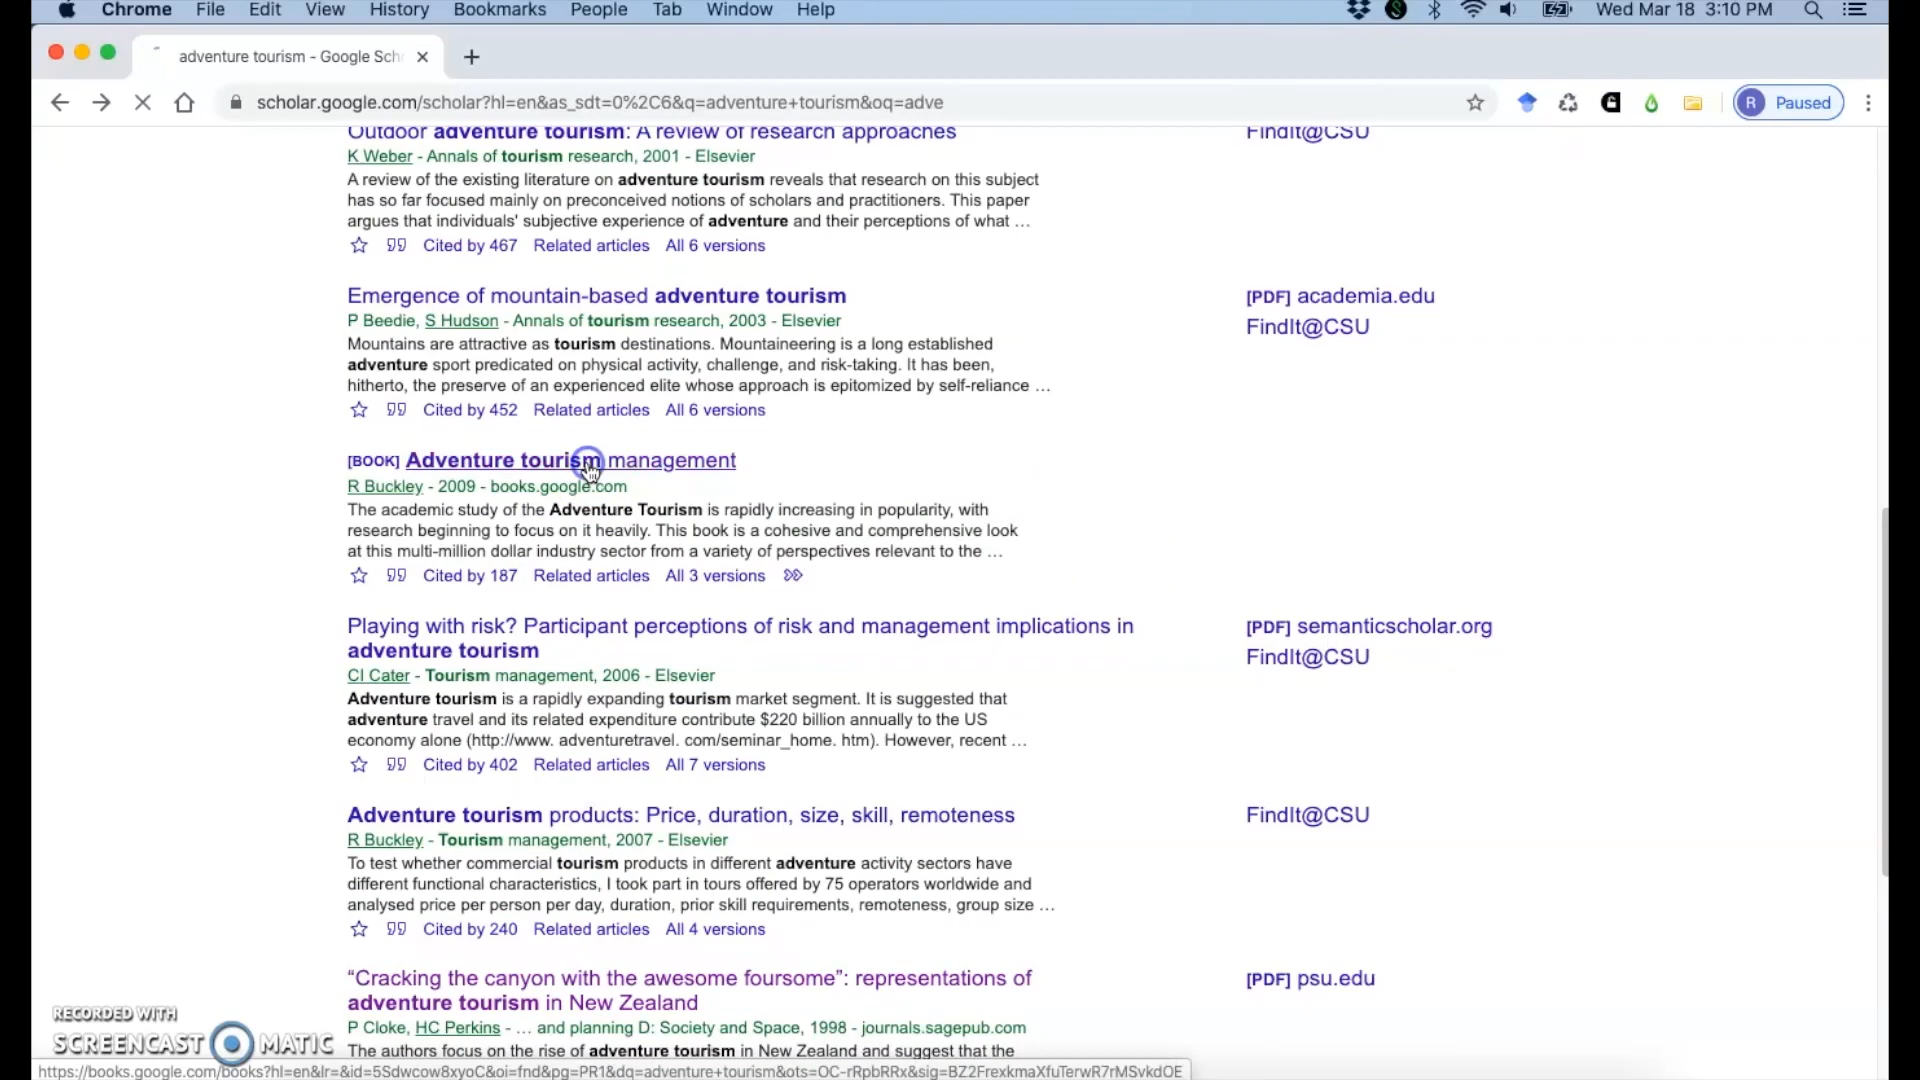 Chrome File Edit View History Bookmarks People Tab Window Help Wed Mar 18 3:10 PM
adventure tourism - Google Sch
scholar.google.com/scholar?hl=en&as_sdt=0%2C6&q=adventure+tourism&oq=adve R Paused
Outdoor adventure tourism: A review of research approaches FindIt@CSU
K Weber - Annals of tourism research, 2001 - Elsevier
A review of the existing literature on adventure tourism reveals that research on this subject
has so far focused mainly on preconceived notions of scholars and practitioners. This paper
argues that individuals' subjective experience of adventure and their perceptions of what …
Cited by 467 Related articles All 6 versions
Emergence of mountain-based adventure tourism [PDF] academia.edu
P Beedie, S Hudson - Annals of tourism research, 2003 - Elsevier FindIt@CSU
Mountains are attractive as tourism destinations. Mountaineering is a long established
adventure sport predicated on physical activity, challenge, and risk-taking. It has been,
hitherto, the preserve of an experienced elite whose approach is epitomized by self-reliance …
Cited by 452 Related articles All 6 versions
[BOOK] Adventure tourism management
R Buckley - 2009 - books.google.com
The academic study of the Adventure Tourism is rapidly increasing in popularity, with
research beginning to focus on it heavily. This book is a cohesive and comprehensive look
at this multi-million dollar industry sector from a variety of perspectives relevant to the …
Cited by 187 Related articles All 3 versions
Playing with risk? Participant perceptions of risk and management implications in [PDF] semanticscholar.org
adventure tourism FindIt@CSU
CI Cater - Tourism management, 2006 - Elsevier
Adventure tourism is a rapidly expanding tourism market segment. It is suggested that
adventure travel and its related expenditure contribute $220 billion annually to the US
economy alone (http://www. adventuretravel. com/seminar_home. htm). However, recent …
Cited by 402 Related articles All 7 versions
Adventure tourism products: Price, duration, size, skill, remoteness FindIt@CSU
R Buckley - Tourism management, 2007 - Elsevier
To test whether commercial tourism products in different adventure activity sectors have
different functional characteristics, I took part in tours offered by 75 operators worldwide and
analysed price per person per day, duration, prior skill requirements, remoteness, group size …
Cited by 240 Related articles All 4 versions
“Cracking the canyon with the awesome foursome”: representations of [PDF] psu.edu
adventure tourism in New Zealand
P Cloke, HC Perkins - … and planning D: Society and Space, 1998 - journals.sagepub.com
The authors focus on the rise of adventure tourism in New Zealand and suggest that the
RECORDED WITH
SCREENCAST MATIC
https://books.google.com/books?hl=en&lr=&id=5Sdwcow8xyoC&oi=fnd&pg=PR1&dq=adventure+tourism&ots=OC-rRpbRRx&sig=BZ2FrexkmaXfuTerwR7rMSvkdOE